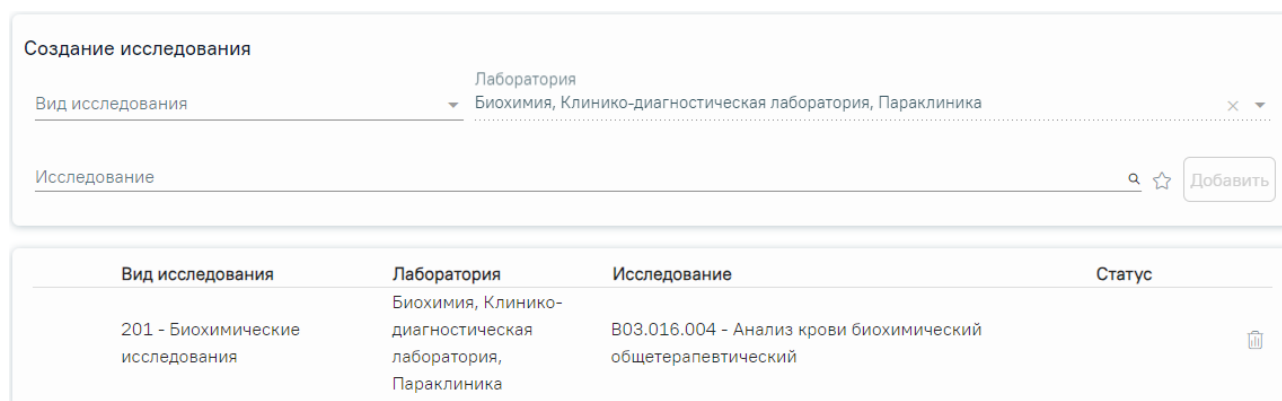 Создание исследования
Лаборатория
Вид исследования
Биохимия, Клинико-диагностическая лаборатория, Параклиника
Исследование
Добавить
Вид исследования Лаборатория Исследование Статус
Биохимия, Клинико-
201 - Биохимические диагностическая B03.016.004 - Анализ крови биохимический
исследования лаборатория, общетерапевтический
Параклиника